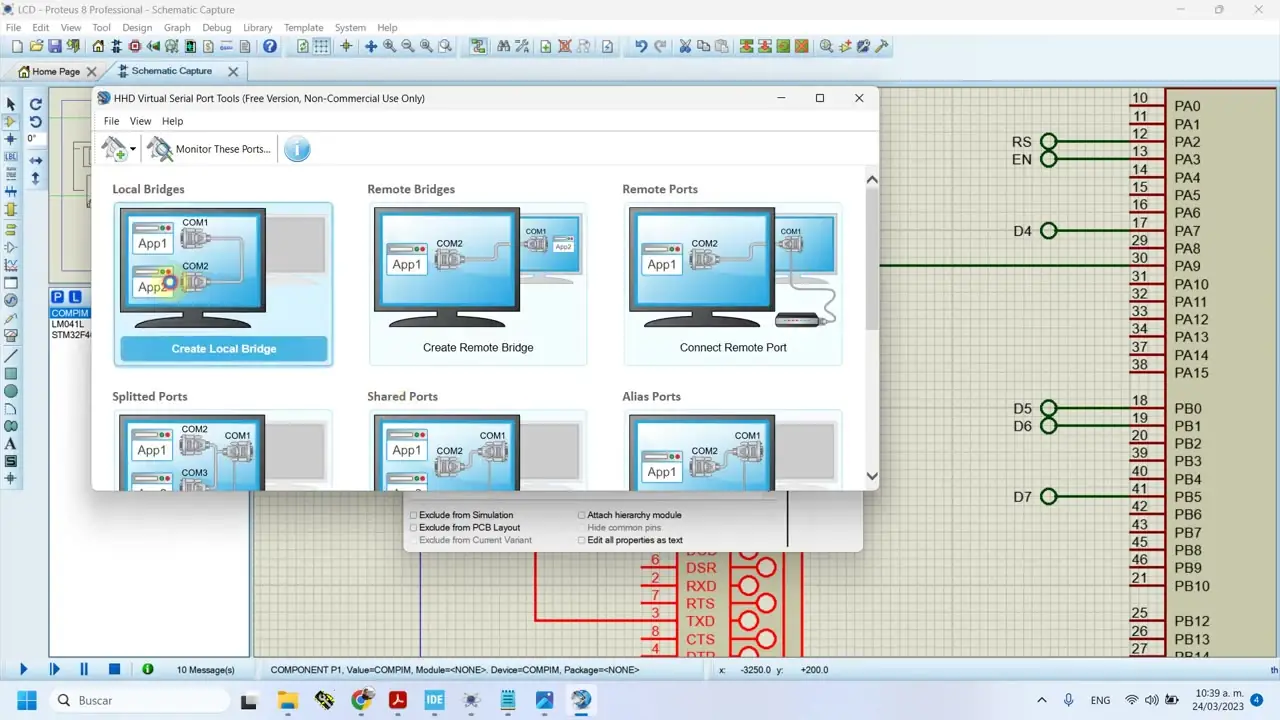 LCD - Proteus 8 Professional - Schematic Capture
File Edit View Tool Design Graph Debug Library Template System Help
Home Page
Schematic Capture
HHD Virtual Serial Port Tools (Free Version, Non-Commercial Use Only)
File View Help
Monitor These Ports...
Local Bridges
Remote Bridges
Remote Ports
COM1
App1
COM2
COM2
App1
COM1
App2
COM2
App1
COM1
Create Local Bridge
Create Remote Bridge
Connect Remote Port
Splitted Ports
Shared Ports
Alias Ports
COM2
COM1
App1
COM3
COM1
App1
COM2
COM1
App1
COM2
0°
LBL
P L
COMPIM
LM041L
Exclude from Simulation
Exclude from PCB Layout
Exclude from Current Variant
Attach hierarchy module
Hide common pins
Edit all properties as text
6 DSR
2 RXD
7 RTS
3 TXD
8 CTS
4
10 PA0
11 PA1
RS 12 PA2
EN 13 PA3
14 PA4
15 PA5
16 PA6
D4 17 PA7
29 PA8
30 PA9
31 PA10
32 PA11
33 PA12
34 PA13
37 PA14
38 PA15
D5 18 PB0
D6 19 PB1
20 PB2
39 PB3
40 PB4
D7 41 PB5
42 PB6
43 PB7
45 PB8
46 PB9
21 PB10
25 PB12
26 PB13
27 PB14
10 Message(s)
COMPONENT P1, Value=COMPIM, Module=<NONE>, Device=COMPIM, Package=<NONE>
x: -3250.0 y: +200.0
th
Buscar
IDE
ENG
10:39 a. m.
24/03/2023
4